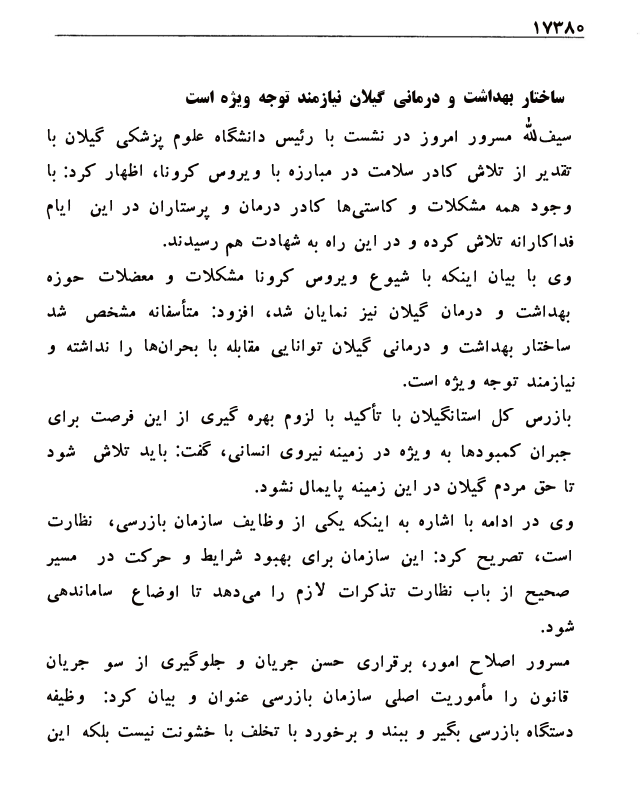 ۱۷۳۸۰
ساختار بهداشت و درمانی گیلان نیازمند توجه ویژه است
سیف‌الله مسرور امروز در نشست با رئیس دانشگاه علوم پزشکی گیلان با
تقدیر از تلاش کادر سلامت در مبارزه با ویروس کرونا، اظهار کرد: با
وجود همه مشکلات و کاستی‌ها کادر درمان و پرستاران در این ایام
فداکارانه تلاش کرده و در این راه به شهادت هم رسیدند.
وی با بیان اینکه با شیوع ویروس کرونا مشکلات و معضلات حوزه
بهداشت و درمان گیلان نیز نمایان شد، افزود: متأسفانه مشخص شد
ساختار بهداشت و درمانی گیلان توانایی مقابله با بحران‌ها را نداشته و
نیازمند توجه ویژه است.
بازرس کل استانگیلان با تأکید با لزوم بهره گیری از این فرصت برای
جبران کمبودها به ویژه در زمینه نیروی انسانی، گفت: باید تلاش شود
تا حق مردم گیلان در این زمینه پایمال نشود.
وی در ادامه با اشاره به اینکه یکی از وظایف سازمان بازرسی، نظارت
است، تصریح کرد: این سازمان برای بهبود شرایط و حرکت در مسیر
صحیح از باب نظارت تذکرات لازم را می‌دهد تا اوضاع ساماندهی
شود.
مسرور اصلاح امور، برقراری حسن جریان و جلوگیری از سو جریان
قانون را مأموریت اصلی سازمان بازرسی عنوان و بیان کرد: وظیفه
دستگاه بازرسی بگیر و ببند و برخورد با تخلف با خشونت نیست بلکه این